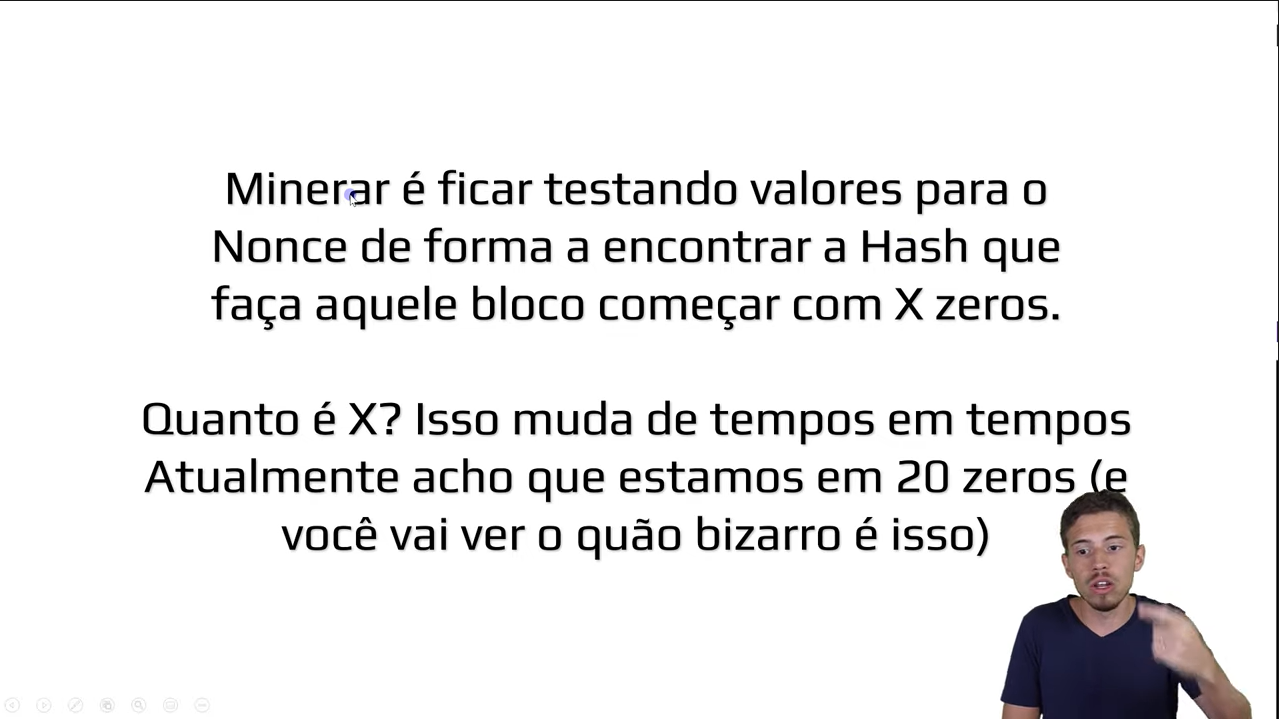 Minerar é ficar testando valores para o
Nonce de forma a encontrar a Hash que
faça aquele bloco começar com X zeros.
Quanto é X? Isso muda de tempos em tempos
Atualmente acho que estamos em 20 zeros (e
você vai ver o quão bizarro é isso)